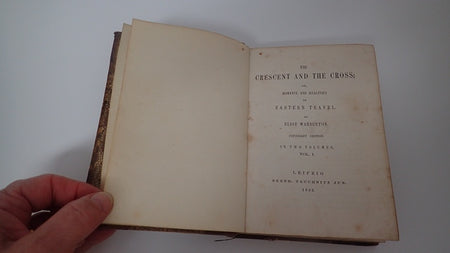 THE
CRESCENT AND THE CROSS;
OR,
ROMANCE AND REALITIES
OF
EASTERN TRAVEL.
BY
ELIOT WARBURTON.
COPYRIGHT EDITION.
IN TWO VOLUMES.
VOL. I.
LEIPZIG
BERNH. TAUCHNITZ JUN.